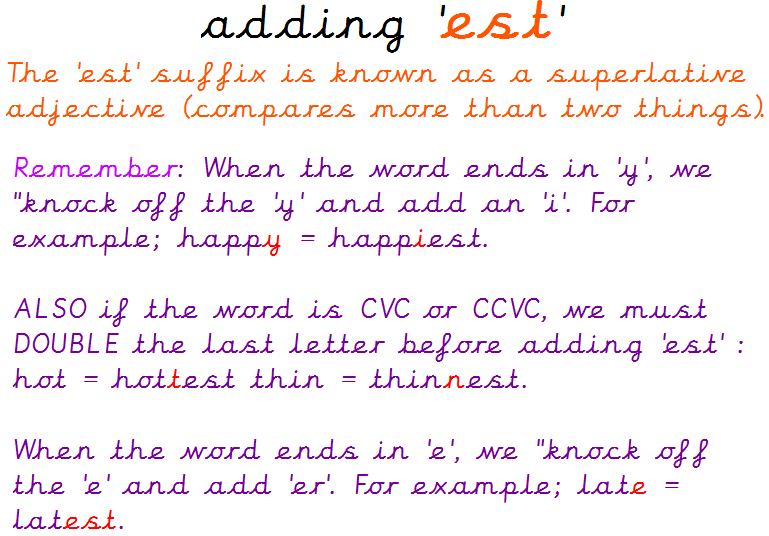 adding 'est'
The 'est' suffix is known as a superlative
adjective (compares more than two things).
Remember: When the word ends in 'y', we
"knock off the 'y' and add an 'i'. For
example; happy = happiest.
ALSO if the word is CVC or CCVC, we must
DOUBLE the last letter before adding 'est' :
hot = hottest thin = thinnest.
When the word ends in 'e', we "knock off
the 'e' and add 'er'. For example; late =
latest.